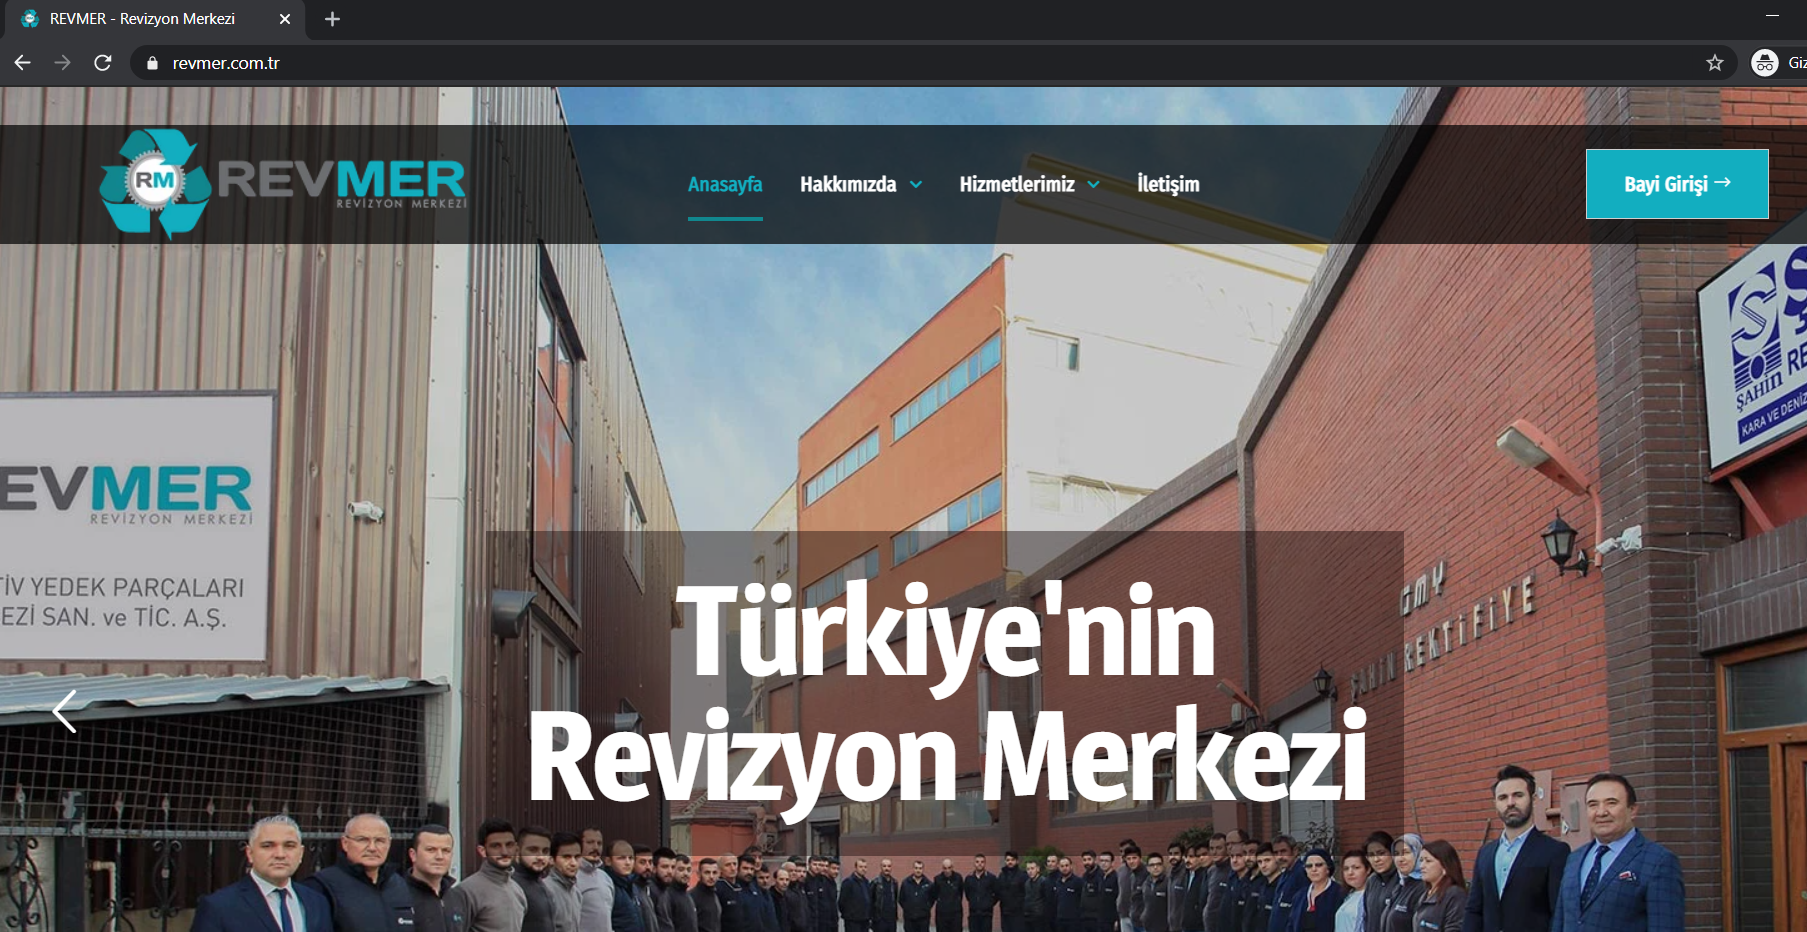 REVMER - Revizyon Merkezi
revmer.com.tr
Giz
RM
REVMER
REVİZYON MERKEZİ
Anasayfa
Hakkımızda
Hizmetlerimiz
İletişim
Bayi Girişi →
EVMER
REVİZYON MERKEZİ
TİV YEDEK PARÇALARI
EZİ SAN. ve TİC. A.Ş.
Ş
ŞAHİN RE
KARA VE DENİZ
GMY
ŞAHİN REKTİFİYE
Türkiye'nin
Revizyon Merkezi